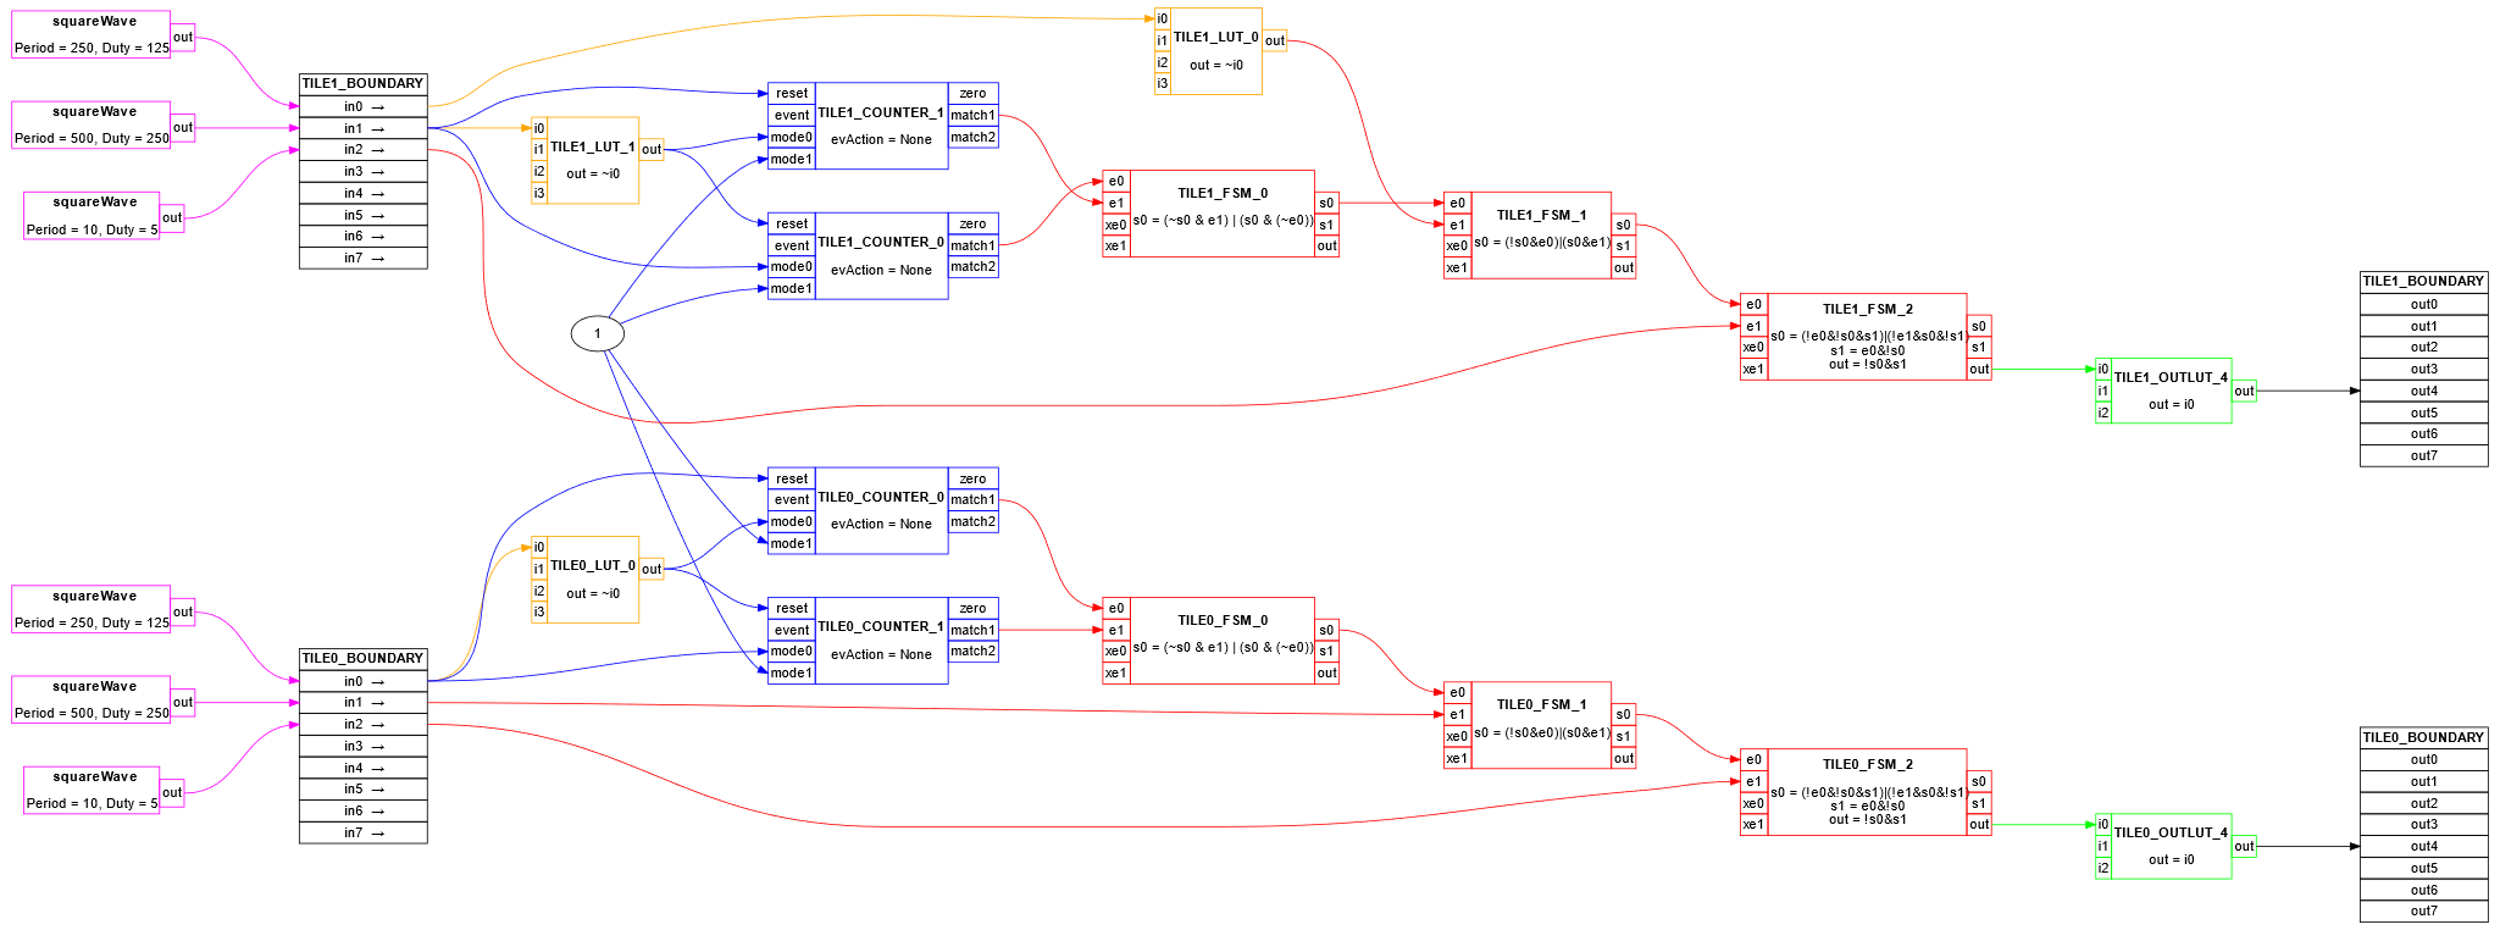 squareWave
Period = 250, Duty = 125
out
squareWave
Period = 500, Duty = 250
out
squareWave
Period = 10, Duty = 5
out
TILE1_BOUNDARY
in0 →
in1 →
in2 →
in3 →
in4 →
in5 →
in6 →
in7 →
i0
i1
i2
i3
TILE1_LUT_1
out = ~i0
out
reset
event
mode0
mode1
TILE1_COUNTER_1
evAction = None
zero
match1
match2
reset
event
mode0
mode1
TILE1_COUNTER_0
evAction = None
zero
match1
match2
1
i0
i1
i2
i3
TILE1_LUT_0
out = ~i0
out
e0
e1
xe0
xe1
TILE1_FSM_0
s0 = (~s0 & e1) | (s0 & (~e0))
s0
s1
out
e0
e1
xe0
xe1
TILE1_FSM_1
s0 = (!s0&e0)|(s0&e1)
s0
s1
out
e0
e1
xe0
xe1
TILE1_FSM_2
s0 = (!e0&!s0&s1)|(!e1&s0&!s1)
s1 = e0&!s0
out = !s0&s1
s0
s1
out
i0
i1
i2
TILE1_OUTLUT_4
out = i0
out
TILE1_BOUNDARY
out0
out1
out2
out3
out4
out5
out6
out7
squareWave
Period = 250, Duty = 125
out
squareWave
Period = 500, Duty = 250
out
squareWave
Period = 10, Duty = 5
out
TILE0_BOUNDARY
in0 →
in1 →
in2 →
in3 →
in4 →
in5 →
in6 →
in7 →
i0
i1
i2
i3
TILE0_LUT_0
out = ~i0
out
reset
event
mode0
mode1
TILE0_COUNTER_0
evAction = None
zero
match1
match2
reset
event
mode0
mode1
TILE0_COUNTER_1
evAction = None
zero
match1
match2
e0
e1
xe0
xe1
TILE0_FSM_0
s0 = (~s0 & e1) | (s0 & (~e0))
s0
s1
out
e0
e1
xe0
xe1
TILE0_FSM_1
s0 = (!s0&e0)|(s0&e1)
s0
s1
out
e0
e1
xe0
xe1
TILE0_FSM_2
s0 = (!e0&!s0&s1)|(!e1&s0&!s1)
s1 = e0&!s0
out = !s0&s1
s0
s1
out
i0
i1
i2
TILE0_OUTLUT_4
out = i0
out
TILE0_BOUNDARY
out0
out1
out2
out3
out4
out5
out6
out7